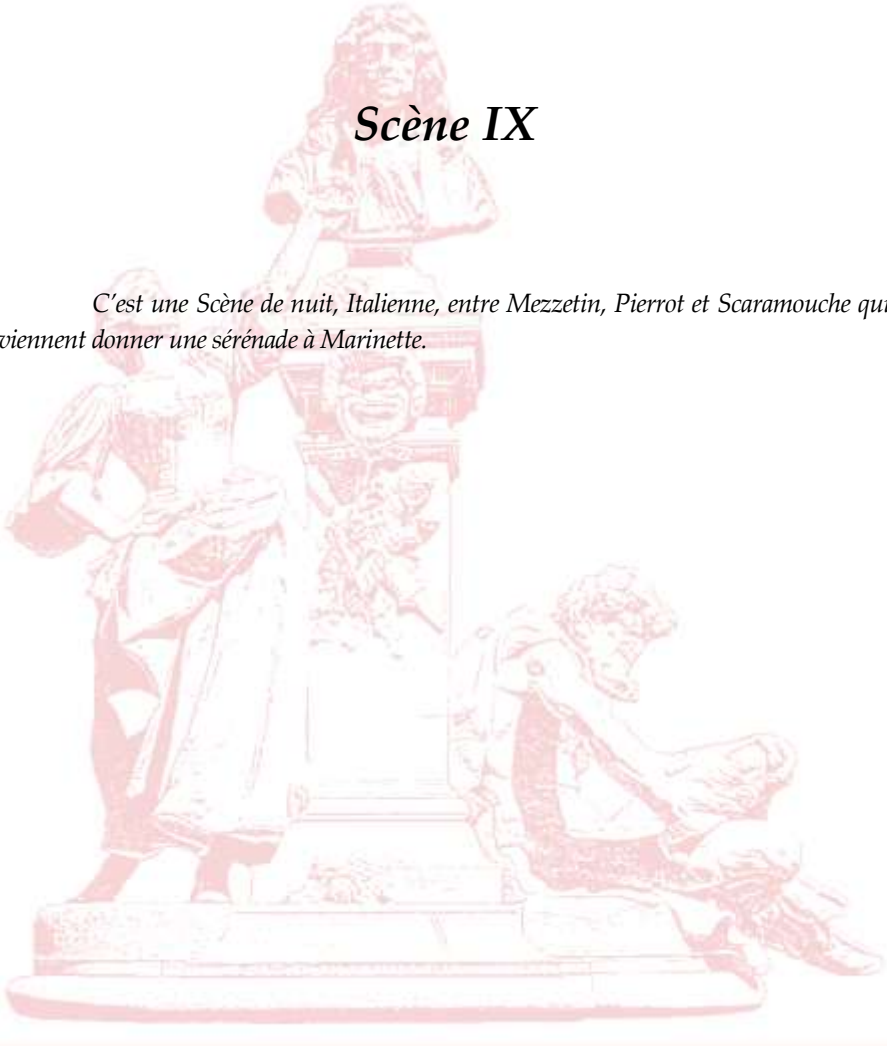 Scène IX
C’est une Scène de nuit, Italienne, entre Mezzetin, Pierrot et Scaramouche qui
viennent donner une sérénade à Marinette.